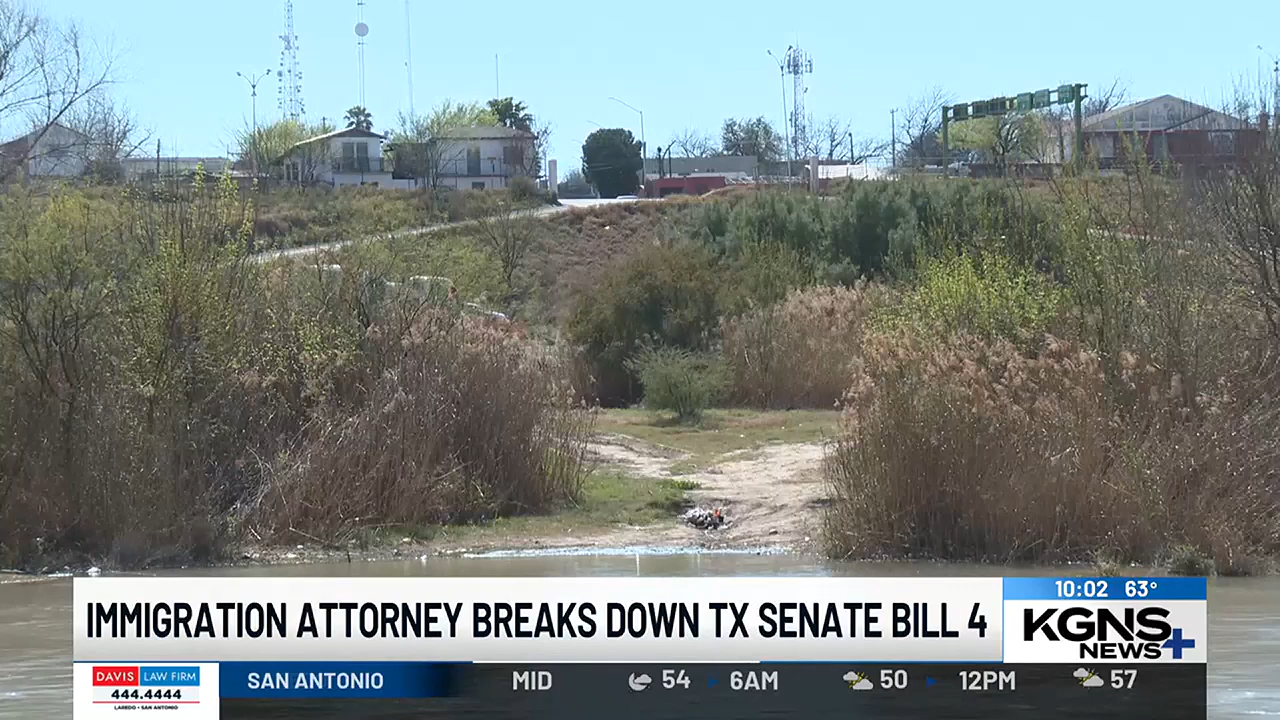 IMMIGRATION ATTORNEY BREAKS DOWN TX SENATE BILL 4
10:02 63°
KGNS
NEWS+
DAVIS LAW FIRM
444.4444
LAREDO • SAN ANTONIO
SAN ANTONIO
MID 54 6AM 50 12PM 57